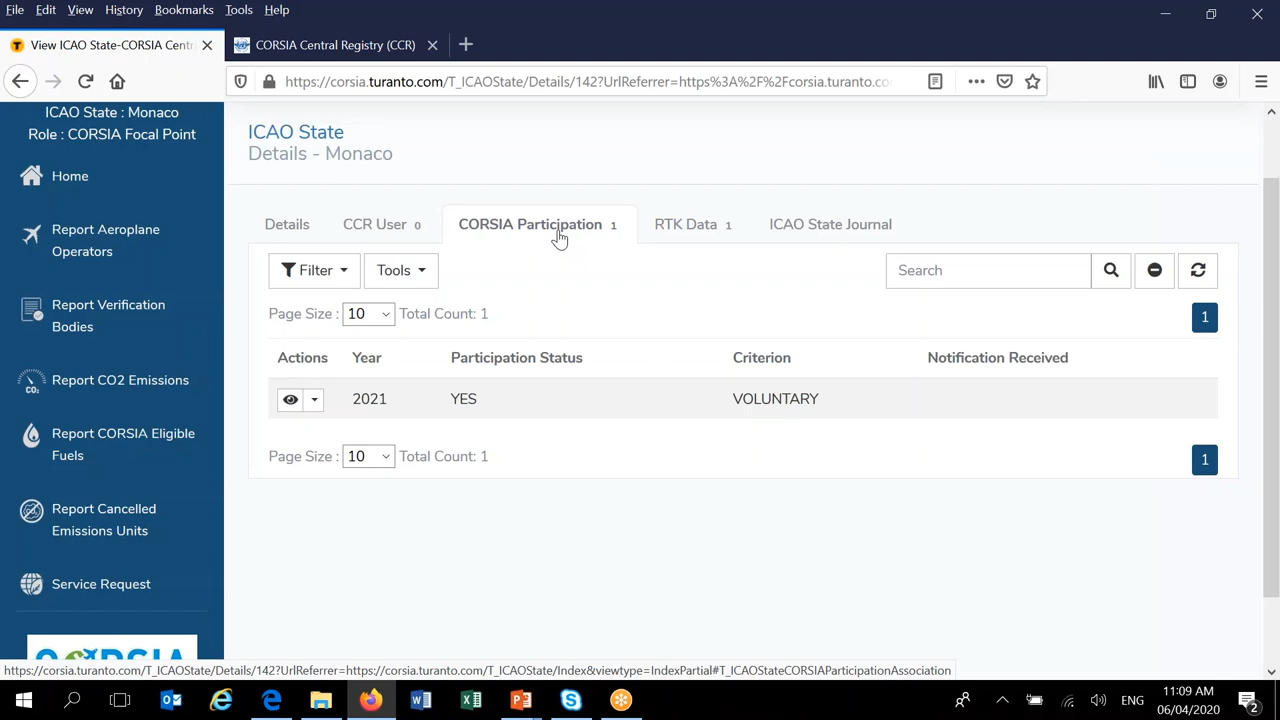 File Edit View History Bookmarks Tools Help
View ICAO State-CORSIA Centr
CORSIA Central Registry (CCR)
https://corsia.turanto.com/T_ICAOState/Details/142?UrlReferrer=https%3A%2F%2Fcorsia.turanto.co
ICAO State : Monaco
Role : CORSIA Focal Point
Home
Report Aeroplane
Operators
Report Verification
Bodies
CO2
Report CO2 Emissions
Report CORSIA Eligible
Fuels
Report Cancelled
Emissions Units
Service Request
ICAO State
Details - Monaco
Details CCR User 0 CORSIA Participation 1 RTK Data 1 ICAO State Journal
Filter Tools Search
Page Size : 10 Total Count: 1 1
Actions Year Participation Status Criterion Notification Received
2021 YES VOLUNTARY
Page Size : 10 Total Count: 1 1
https://corsia.turanto.com/T_ICAOState/Details/142?UrlReferrer=https://corsia.turanto.com/T_ICAOState/Index&viewtype=IndexPartial#T_ICAOStateCORSIAParticipationAssociation
ENG
11:09 AM
06/04/2020
2